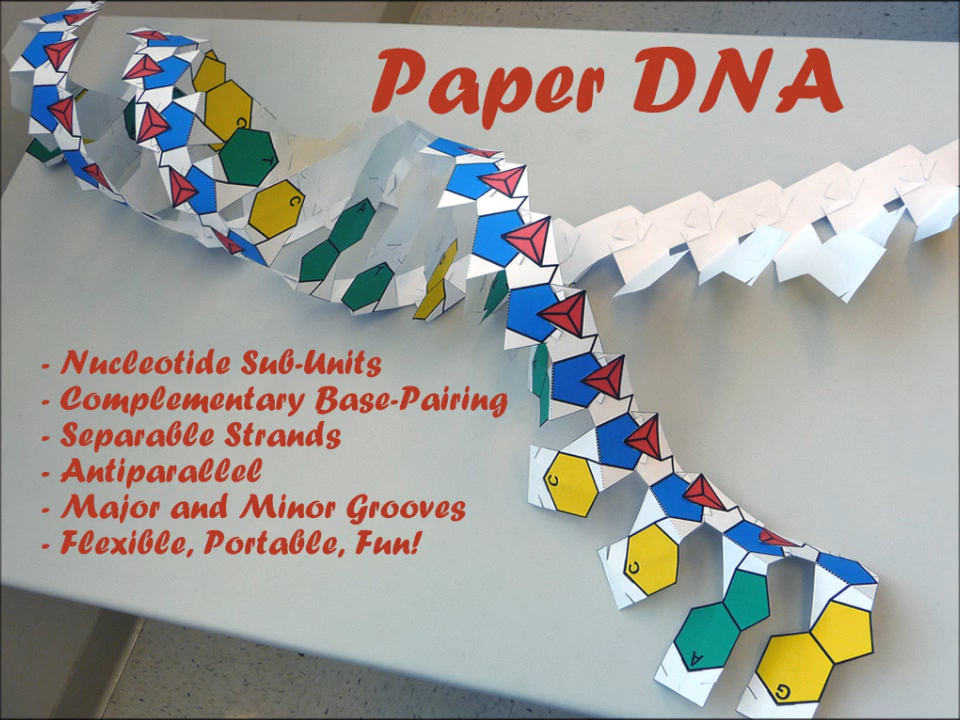 Paper DNA
- Nucleotide Sub-Units
- Complementary Base-Pairing
- Separable Strands
- Antiparallel
- Major and Minor Grooves
- Flexible, Portable, Fun!
G
T
C
A
C
C
A
G